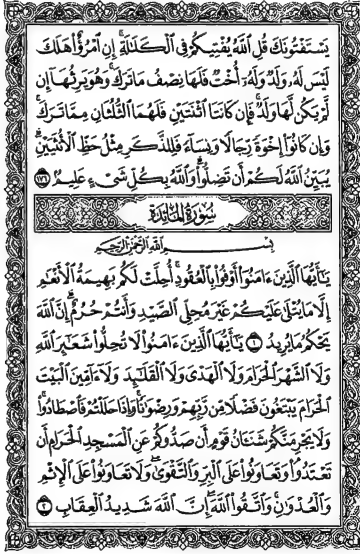 يَسْتَفْتُونَكَ قُلِ ٱللَّهُ يُفْتِيكُمْ فِى ٱلْكَلَٰلَةِ ۚ إِنِ ٱمْرُؤٌا۟ هَلَكَ
لَيْسَ لَهُۥ وَلَدٌ وَلَهُۥٓ أُخْتٌ فَلَهَا نِصْفُ مَا تَرَكَ ۚ وَهُوَ يَرِثُهَآ إِن
لَّمْ يَكُن لَّهَا وَلَدٌ ۚ فَإِن كَانَتَا ٱثْنَتَيْنِ فَلَهُمَا ٱلثُّلُثَانِ مِمَّا تَرَكَ ۚ
وَإِن كَانُوٓا۟ إِخْوَةً رِّجَالًا وَنِسَآءً فَلِلذَّكَرِ مِثْلُ حَظِّ ٱلْأُنثَيَيْنِ ۗ
يُبَيِّنُ ٱللَّهُ لَكُمْ أَن تَضِلُّوا۟ ۗ وَٱللَّهُ بِكُلِّ شَىْءٍ عَلِيمٌۢ ١٧٦
سُورَةُ المَائدَة
بِسْمِ ٱللَّهِ ٱلرَّحْمَٰنِ ٱلرَّحِيمِ
يَٰٓأَيُّهَا ٱلَّذِينَ ءَامَنُوٓا۟ أَوْفُوا۟ بِٱلْعُقُودِ ۚ أُحِلَّتْ لَكُم بَهِيمَةُ ٱلْأَنْعَٰمِ
إِلَّا مَا يُتْلَىٰ عَلَيْكُمْ غَيْرَ مُحِلِّى ٱلصَّيْدِ وَأَنتُمْ حُرُمٌ ۗ إِنَّ ٱللَّهَ
يَحْكُمُ مَا يُرِيدُ ١ يَٰٓأَيُّهَا ٱلَّذِينَ ءَامَنُوا۟ لَا تُحِلُّوا۟ شَعَٰٓئِرَ ٱللَّهِ
وَلَا ٱلشَّهْرَ ٱلْحَرَامَ وَلَا ٱلْهَدْىَ وَلَا ٱلْقَلَٰٓئِدَ وَلَآ ءَآمِّينَ ٱلْبَيْتَ
ٱلْحَرَامَ يَبْتَغُونَ فَضْلًا مِّن رَّبِّهِمْ وَرِضْوَٰنًا ۚ وَإِذَا حَلَلْتُمْ فَٱصْطَادُوا۟ ۚ
وَلَا يَجْرِمَنَّكُمْ شَنَـَٔانُ قَوْمٍ أَن صَدُّوكُمْ عَنِ ٱلْمَسْجِدِ ٱلْحَرَامِ أَن
تَعْتَدُوا۟ ۘ وَتَعَاوَنُوا۟ عَلَى ٱلْبِرِّ وَٱلتَّقْوَىٰ ۖ وَلَا تَعَاوَنُوا۟ عَلَى ٱلْإِثْمِ
وَٱلْعُدْوَٰنِ ۚ وَٱتَّقُوا۟ ٱللَّهَ ۖ إِنَّ ٱللَّهَ شَدِيدُ ٱلْعِقَابِ ٢